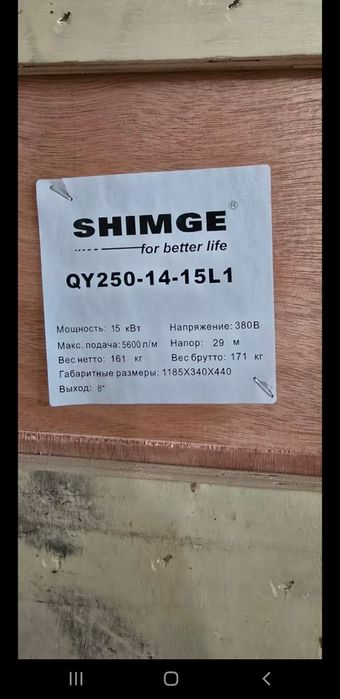 SHIMGE®
for better life
QY250-14-15L1
Мощность: 15 кВт Напряжение: 380В
Макс. подача: 5600 л/м Напор: 29 м
Вес нетто: 161 кг Вес брутто: 171 кг
Габаритные размеры: 1185X340X440
Выход: 8"